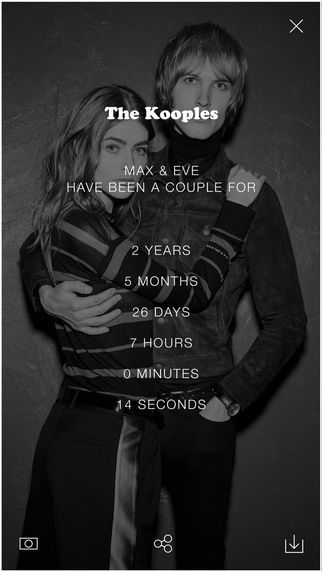 The Kooples
MAX & EVE
HAVE BEEN A COUPLE FOR
2 YEARS
5 MONTHS
26 DAYS
7 HOURS
0 MINUTES
14 SECONDS